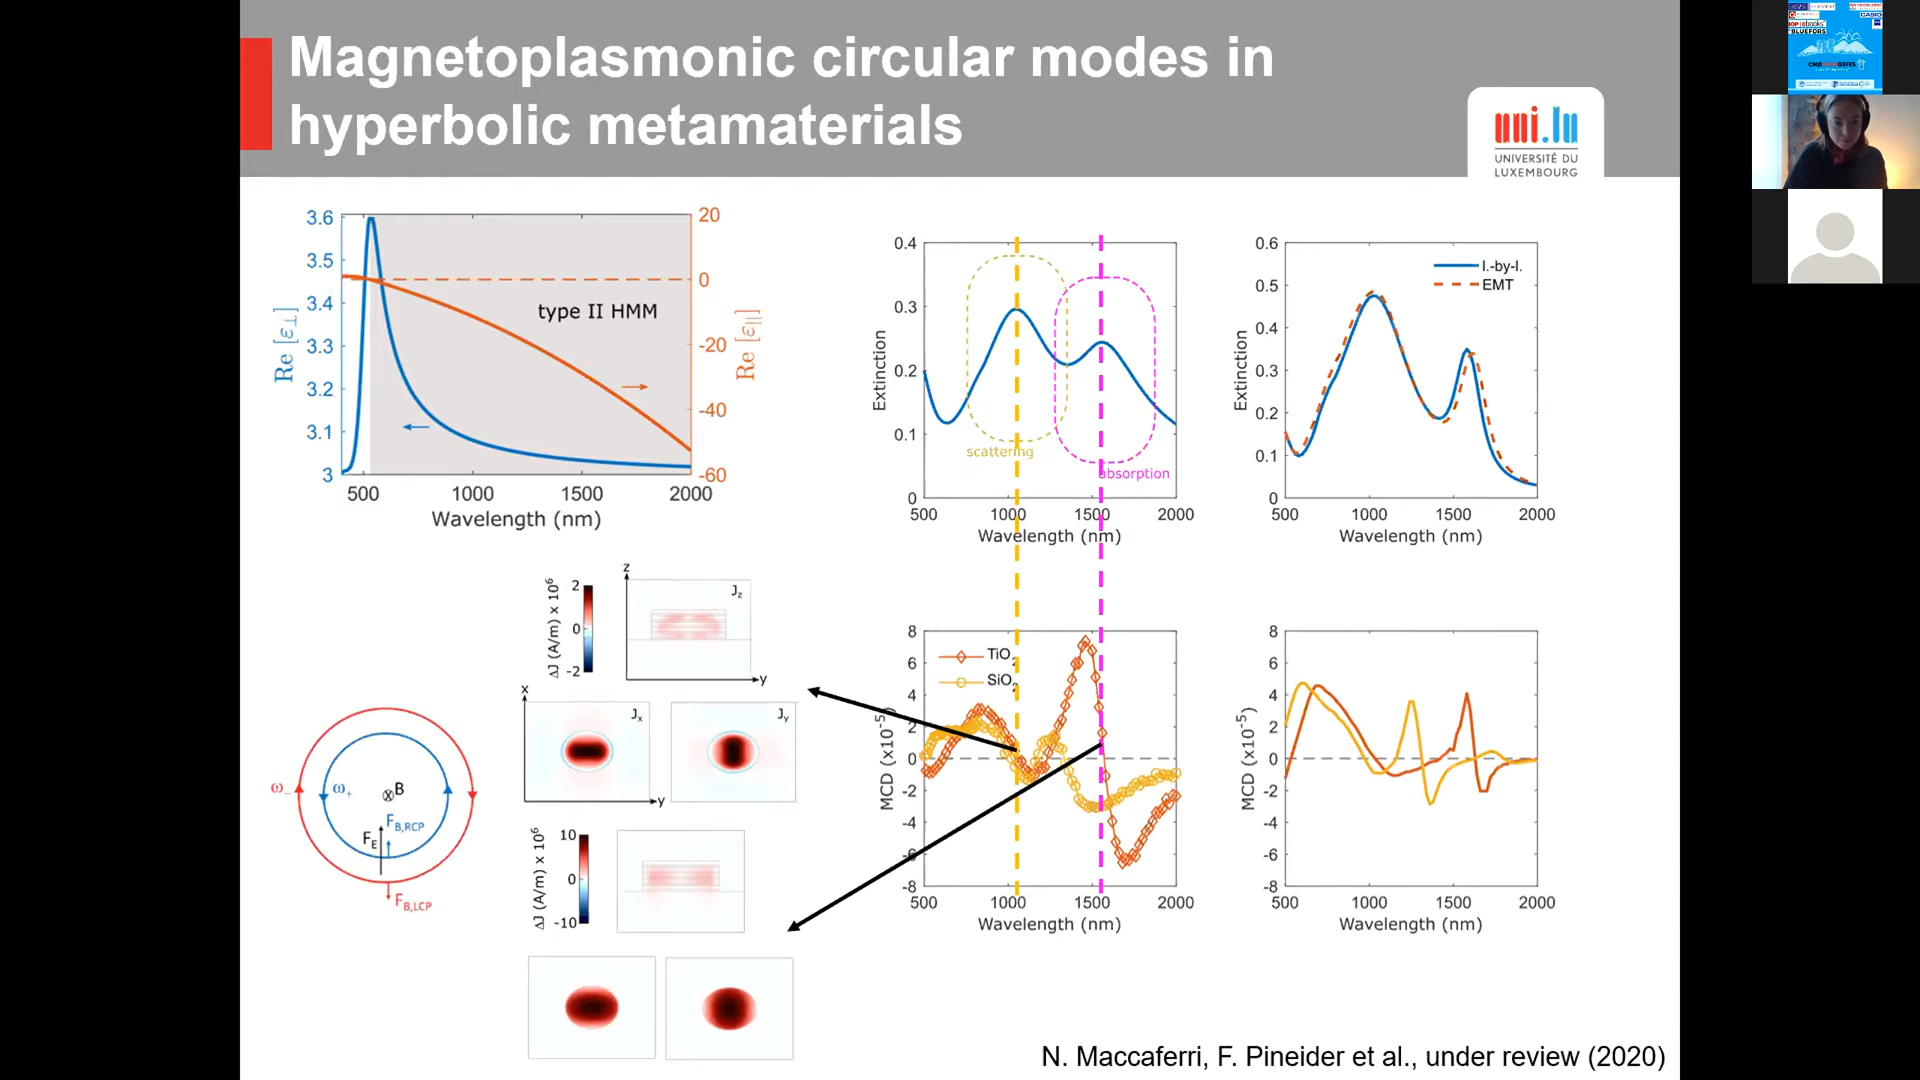 Magnetoplasmonic circular modes in
hyperbolic metamaterials
uni.lu
UNIVERSITÉ DU
LUXEMBOURG
3.6
3.5
3.4
3.3
3.2
3.1
3
Re [ε⊥]
20
0
-20
-40
-60
Re [ε||]
type II HMM
500 1000 1500 2000
Wavelength (nm)
0.4
0.3
0.2
0.1
0
Extinction
scattering
absorption
500 1000 1500 2000
Wavelength (nm)
0.6
0.5
0.4
0.3
0.2
0.1
0
Extinction
l.-by-l.
EMT
500 1000 1500 2000
Wavelength (nm)
ΔJ (A/m) x 10⁶
2
0
-2
z
Jz
y
x
Jx
Jy
y
ω₋
ω₊
B
F_B,RCP
F_E
F_B,LCP
ΔJ (A/m) x 10⁶
10
0
-10
8
6
4
2
0
-2
-4
-6
-8
MCD (x10⁻⁵)
TiO₂
SiO₂
500 1000 1500 2000
Wavelength (nm)
8
6
4
2
0
-2
-4
-6
-8
MCD (x10⁻⁵)
500 1000 1500 2000
Wavelength (nm)
N. Maccaferri, F. Pineider et al., under review (2020)
CASIO
IOP ebooks
BLUEFORS